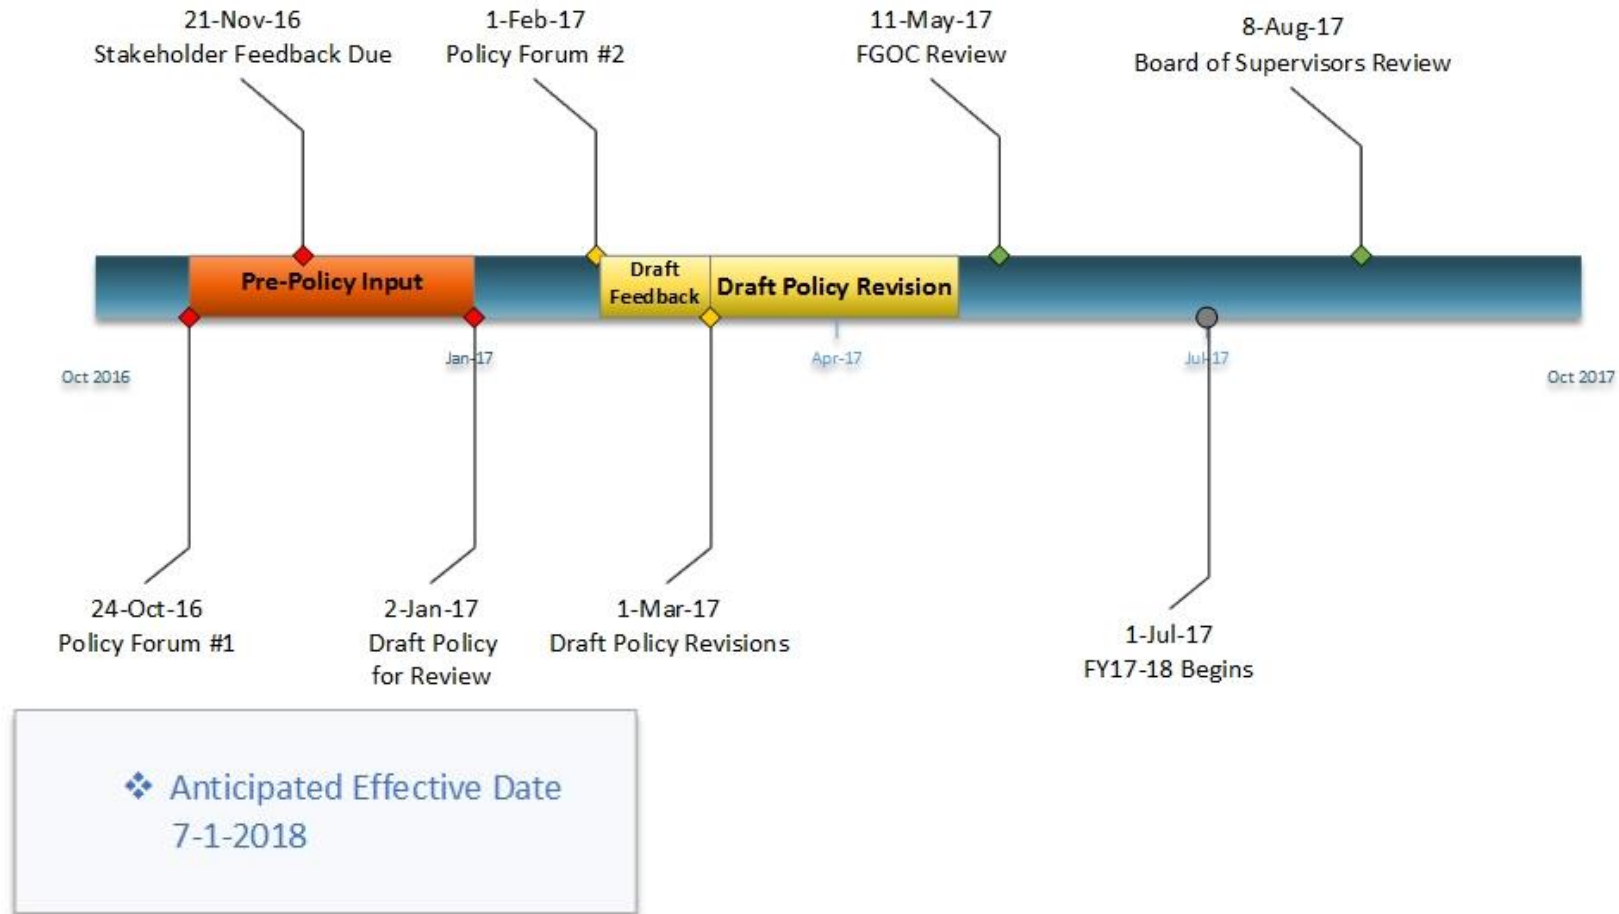 21-Nov-16
Stakeholder Feedback Due
1-Feb-17
Policy Forum #2
11-May-17
FGOC Review
8-Aug-17
Board of Supervisors Review
Pre-Policy Input
Draft
Feedback
Draft Policy Revision
Oct 2016
Jan-17
Apr-17
Jul-17
Oct 2017
24-Oct-16
Policy Forum #1
2-Jan-17
Draft Policy
for Review
1-Mar-17
Draft Policy Revisions
1-Jul-17
FY17-18 Begins
❖ Anticipated Effective Date
7-1-2018